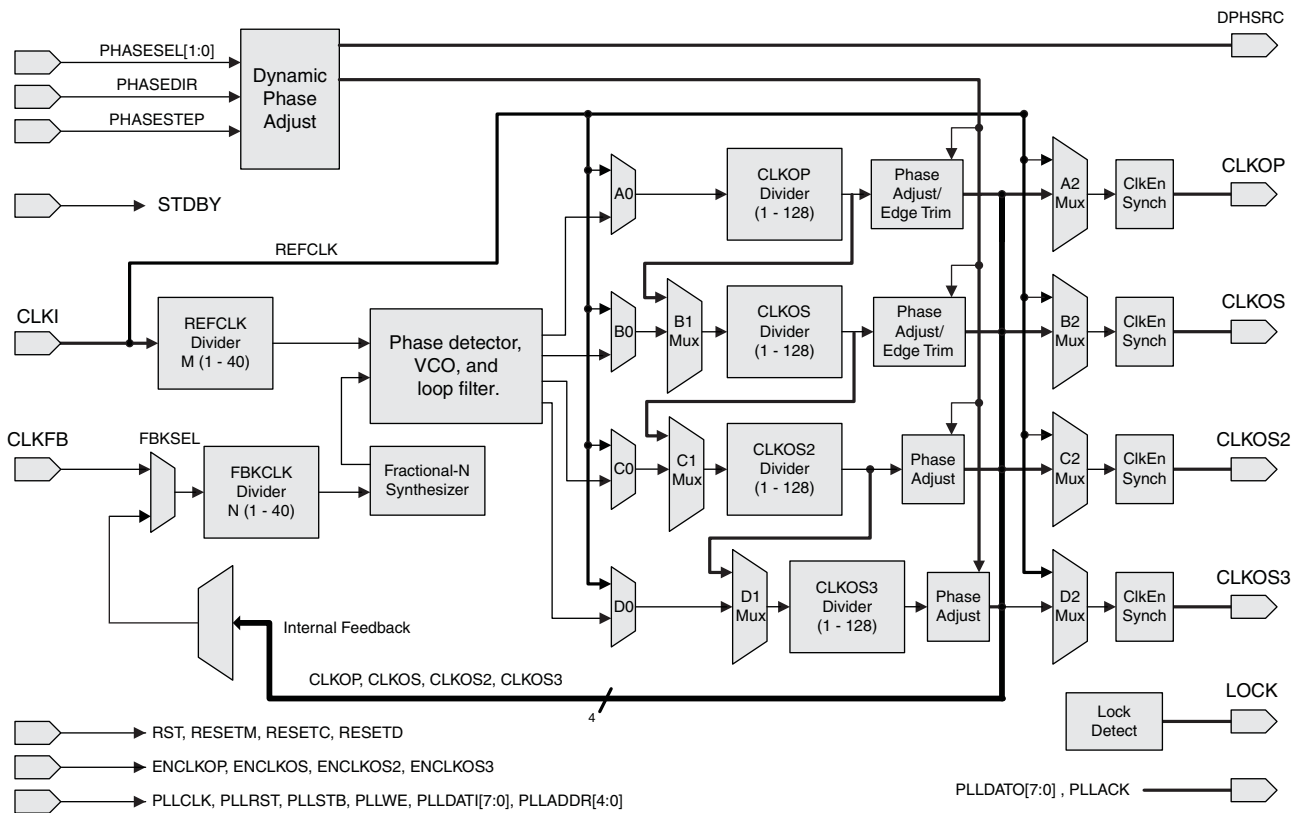 DPHSRC
PHASESEL[1:0]
PHASEDIR
PHASESTEP
Dynamic
Phase
Adjust
STDBY
REFCLK
CLKI
REFCLK
Divider
M (1 - 40)
Phase detector,
VCO, and
loop filter.
CLKFB
FBKSEL
FBKCLK
Divider
N (1 - 40)
Fractional-N
Synthesizer
Internal Feedback
CLKOP, CLKOS, CLKOS2, CLKOS3
4
A0
CLKOP
Divider
(1 - 128)
Phase
Adjust/
Edge Trim
A2
Mux
ClkEn
Synch
CLKOP
B0
B1
Mux
CLKOS
Divider
(1 - 128)
Phase
Adjust/
Edge Trim
B2
Mux
ClkEn
Synch
CLKOS
C0
C1
Mux
CLKOS2
Divider
(1 - 128)
Phase
Adjust
C2
Mux
ClkEn
Synch
CLKOS2
D0
D1
Mux
CLKOS3
Divider
(1 - 128)
Phase
Adjust
D2
Mux
ClkEn
Synch
CLKOS3
Lock
Detect
LOCK
RST, RESETM, RESETC, RESETD
ENCLKOP, ENCLKOS, ENCLKOS2, ENCLKOS3
PLLCLK, PLLRST, PLLSTB, PLLWE, PLLDATI[7:0], PLLADDR[4:0]
PLLDATO[7:0] , PLLACK